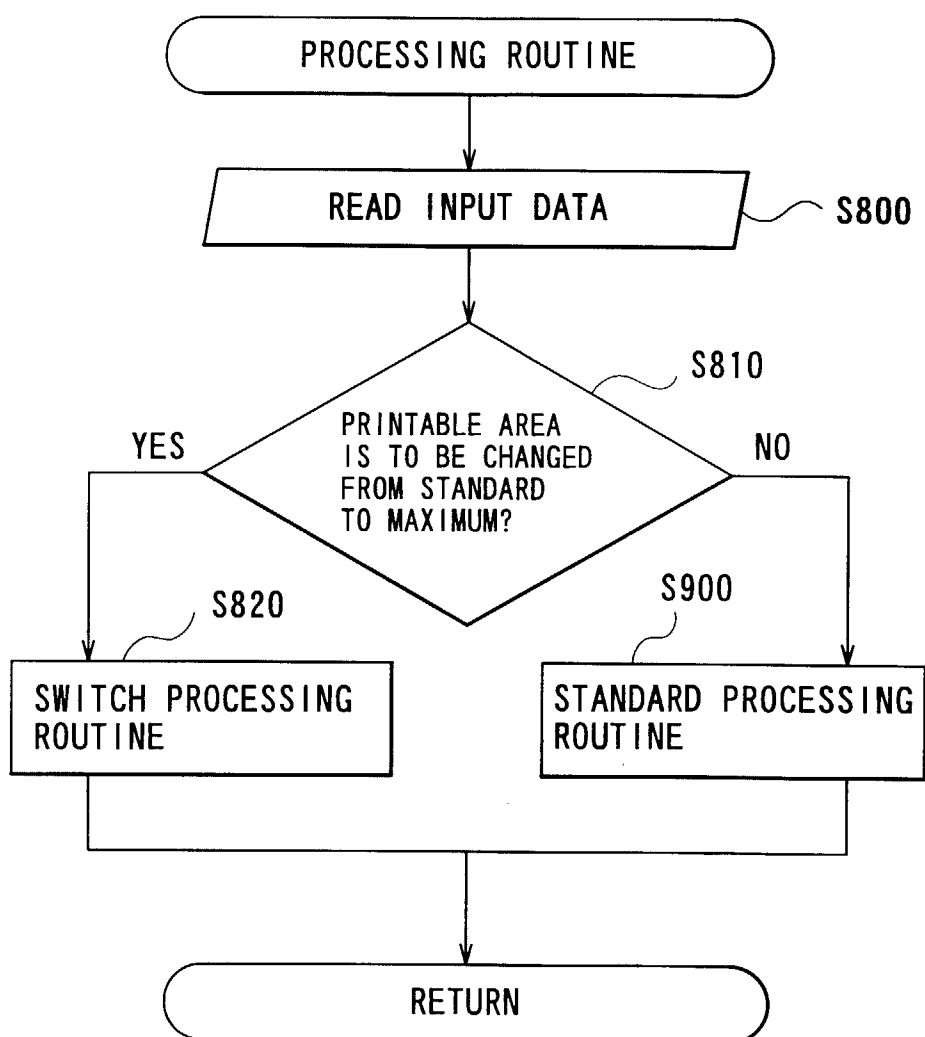 PROCESSING ROUTINE
READ INPUT DATA
S800
S810
PRINTABLE AREA
IS TO BE CHANGED
FROM STANDARD
TO MAXIMUM?
YES
NO
S820
S900
SWITCH PROCESSING
ROUTINE
STANDARD PROCESSING
ROUTINE
RETURN